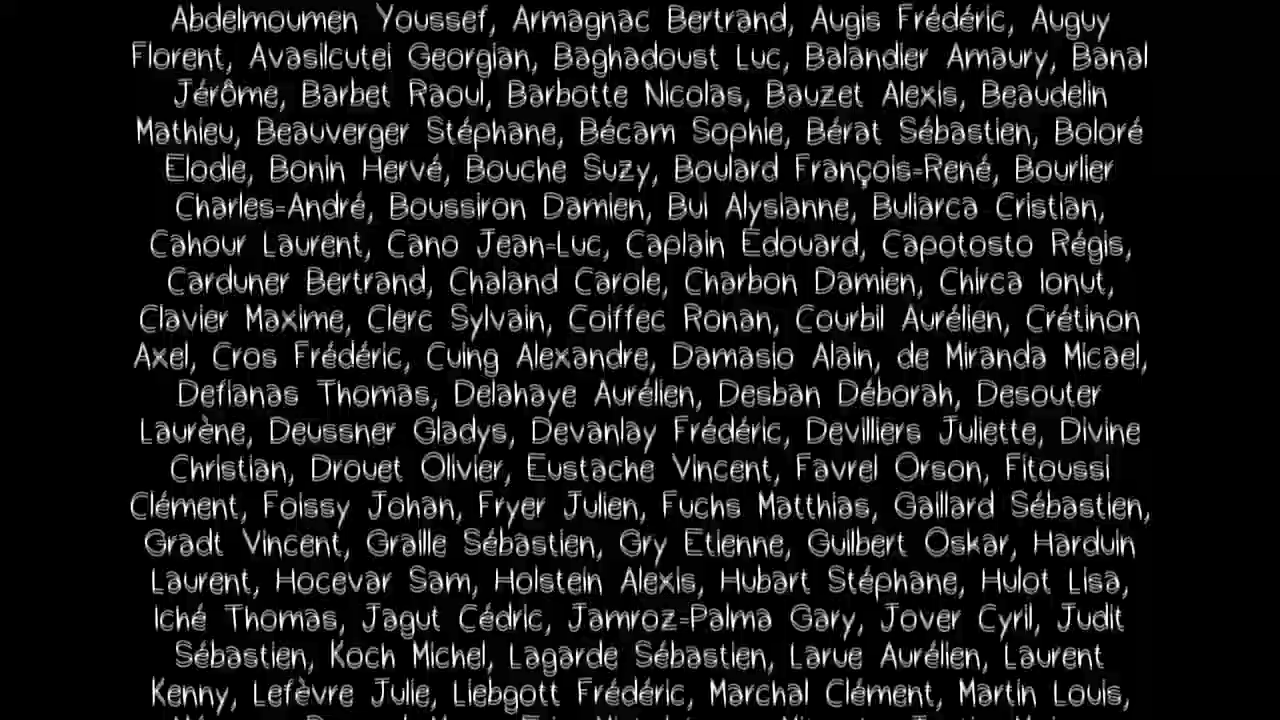 Abdelmoumen Youssef, Armagnac Bertrand, Augis Frédéric, Auguy
Florent, Avasilcutei Georgian, Baghadoust Luc, Balandier Amaury, Banal
Jérôme, Barbet Raoul, Barbotte Nicolas, Bauzet Alexis, Beaudelin
Mathieu, Beauverger Stéphane, Bécam Sophie, Bérat Sébastien, Boloré
Elodie, Bonin Hervé, Bouche Suzy, Boulard François-René, Bourlier
Charles-André, Boussiron Damien, Bui Alysianne, Buliarca Cristian,
Cahour Laurent, Cano Jean-Luc, Caplain Edouard, Capotosto Régis,
Carduner Bertrand, Chaland Carole, Charbon Damien, Chirca Ionut,
Clavier Maxime, Clerc Sylvain, Coiffec Ronan, Courbil Aurélien, Crétinon
Axel, Cros Frédéric, Cuing Alexandre, Damasio Alain, de Miranda Micael,
Defianas Thomas, Delahaye Aurélien, Desban Déborah, Desouter
Laurène, Deussner Gladys, Devanlay Frédéric, Devilliers Juliette, Divine
Christian, Drouet Olivier, Eustache Vincent, Favrel Orson, Fitoussi
Clément, Foissy Johan, Fryer Julien, Fuchs Matthias, Gaillard Sébastien,
Gradt Vincent, Graille Sébastien, Gry Etienne, Guilbert Oskar, Harduin
Laurent, Hocevar Sam, Holstein Alexis, Hubart Stéphane, Hulot Lisa,
Iché Thomas, Jagut Cédric, Jamroz-Palma Gary, Jover Cyril, Judit
Sébastien, Koch Michel, Lagarde Sébastien, Larue Aurélien, Laurent
Kenny, Lefèvre Julie, Liebgott Frédéric, Marchal Clément, Martin Louis,